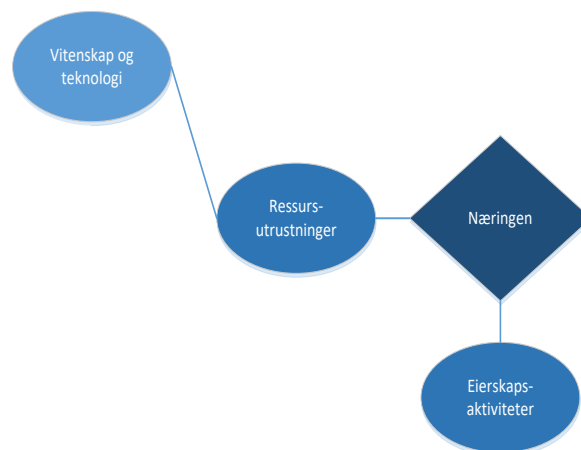 Vitenskap og
teknologi
Ressurs-
utrustninger
Næringen
Eierskaps-
aktiviteter